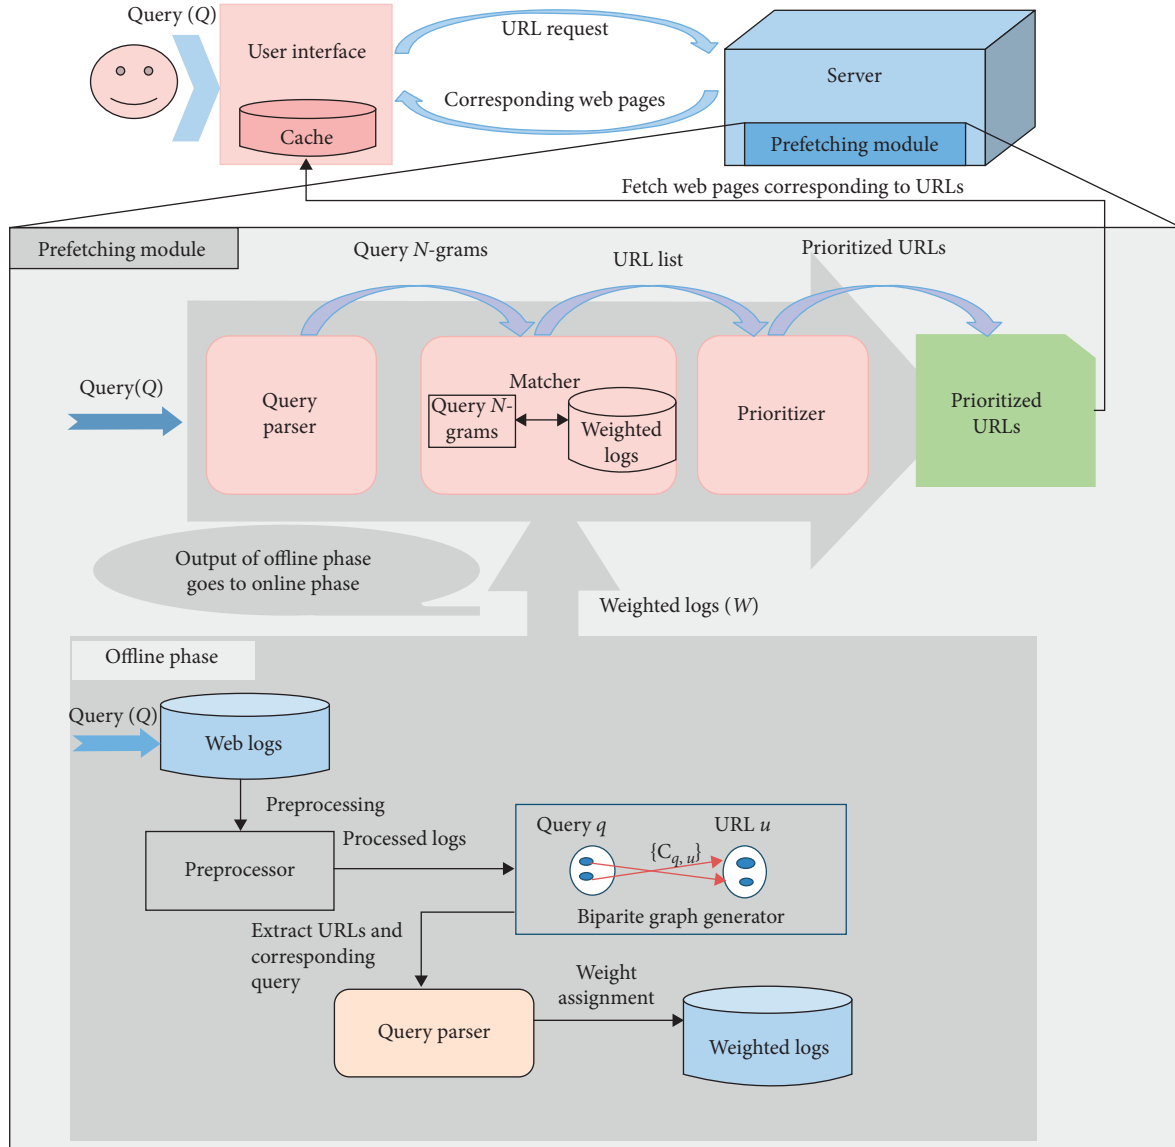 Query (Q)
User interface
Cache
URL request
Corresponding web pages
Server
Prefetching module
Fetch web pages corresponding to URLs
Prefetching module
Query N-grams
URL list
Prioritized URLs
Query(Q)
Query
parser
Matcher
Query N-
grams
Weighted
logs
Prioritizer
Prioritized
URLs
Output of offline phase
goes to online phase
Weighted logs (W)
Offline phase
Query (Q)
Web logs
Preprocessing
Preprocessor
Processed logs
Query q
{Cq, u}
URL u
Biparite graph generator
Extract URLs and
corresponding
query
Query parser
Weight
assignment
Weighted logs